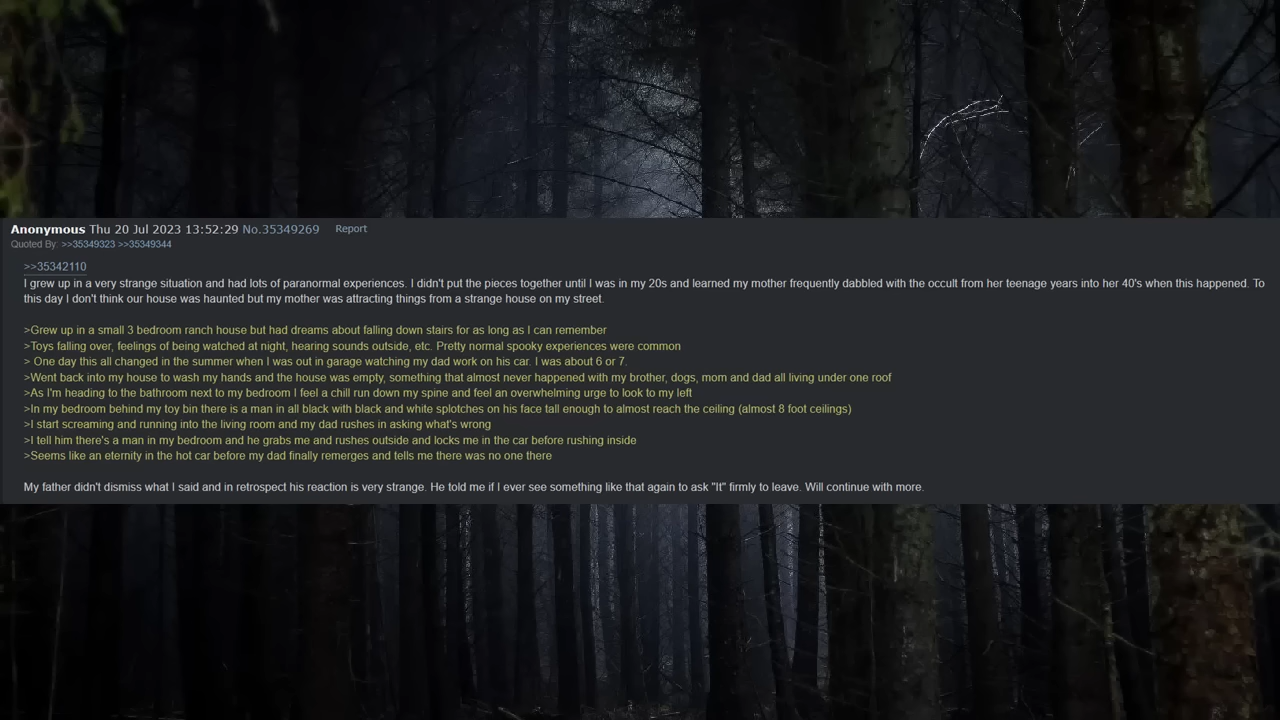 Anonymous Thu 20 Jul 2023 13:52:29 No.35349269 Report
Quoted By: >>35349323 >>35349344
>>35342110
I grew up in a very strange situation and had lots of paranormal experiences. I didn't put the pieces together until I was in my 20s and learned my mother frequently dabbled with the occult from her teenage years into her 40's when this happened. To
this day I don't think our house was haunted but my mother was attracting things from a strange house on my street.
>Grew up in a small 3 bedroom ranch house but had dreams about falling down stairs for as long as I can remember
>Toys falling over, feelings of being watched at night, hearing sounds outside, etc. Pretty normal spooky experiences were common
> One day this all changed in the summer when I was out in garage watching my dad work on his car. I was about 6 or 7.
>Went back into my house to wash my hands and the house was empty, something that almost never happened with my brother, dogs, mom and dad all living under one roof
>As I'm heading to the bathroom next to my bedroom I feel a chill run down my spine and feel an overwhelming urge to look to my left
>In my bedroom behind my toy bin there is a man in all black with black and white splotches on his face tall enough to almost reach the ceiling (almost 8 foot ceilings)
>I start screaming and running into the living room and my dad rushes in asking what's wrong
>I tell him there's a man in my bedroom and he grabs me and rushes outside and locks me in the car before rushing inside
>Seems like an eternity in the hot car before my dad finally remerges and tells me there was no one there
My father didn't dismiss what I said and in retrospect his reaction is very strange. He told me if I ever see something like that again to ask "It" firmly to leave. Will continue with more.